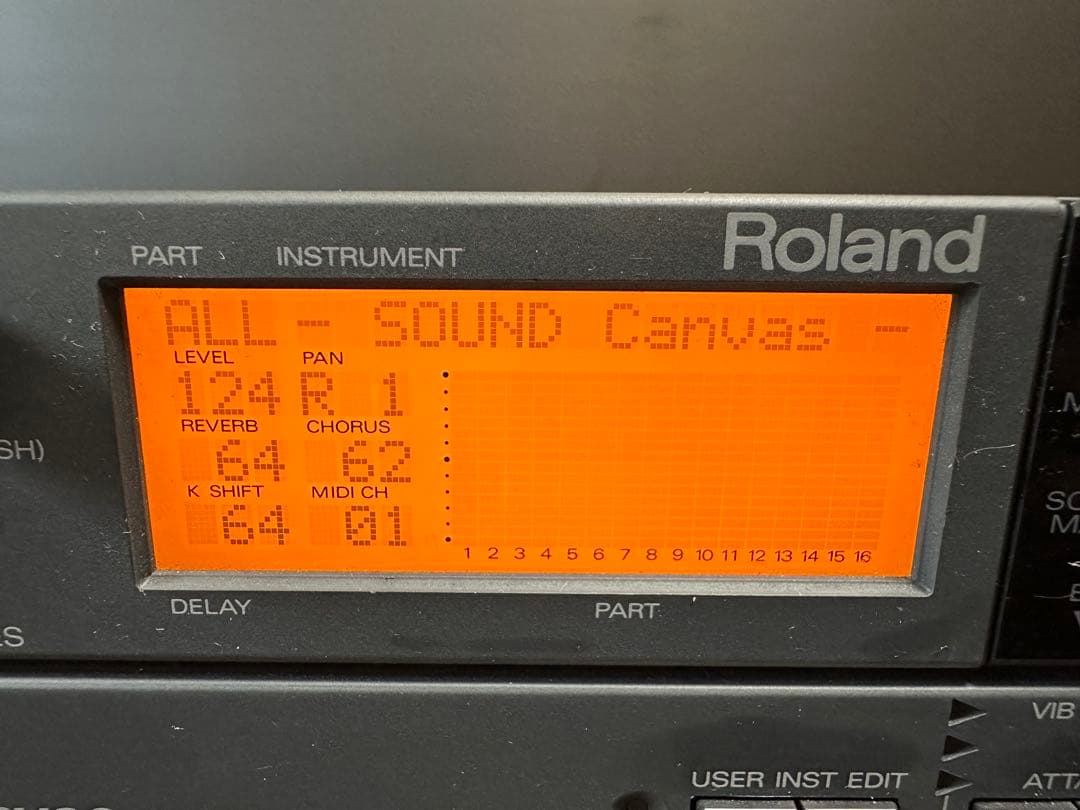 PART INSTRUMENT
Roland
ALL - SOUND Canvas -
LEVEL PAN
124 R 1
REVERB CHORUS
64 62
K SHIFT MIDI CH
64 01
1 2 3 4 5 6 7 8 9 10 11 12 13 14 15 16
DELAY PART
SH)
VIB
USER INST EDIT